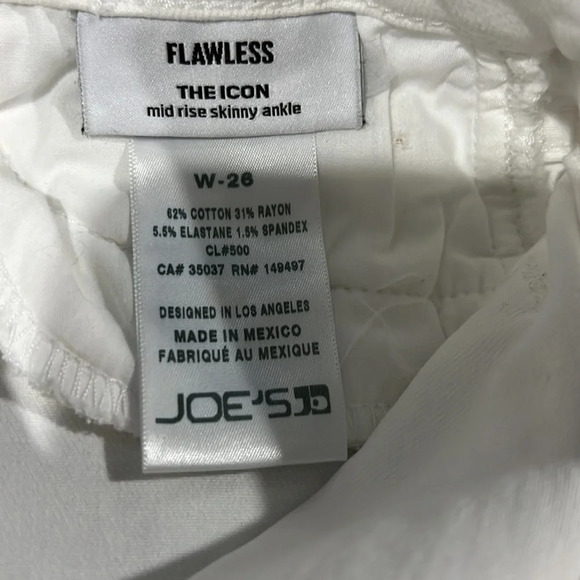 FLAWLESS
THE ICON
mid rise skinny ankle
W-26
62% COTTON 31% RAYON
5.5% ELASTANE 1.5% SPANDEX
CL#500
CA# 35037 RN# 149497
DESIGNED IN LOS ANGELES
MADE IN MEXICO
FABRIQUÉ AU MEXIQUE
JOE'S